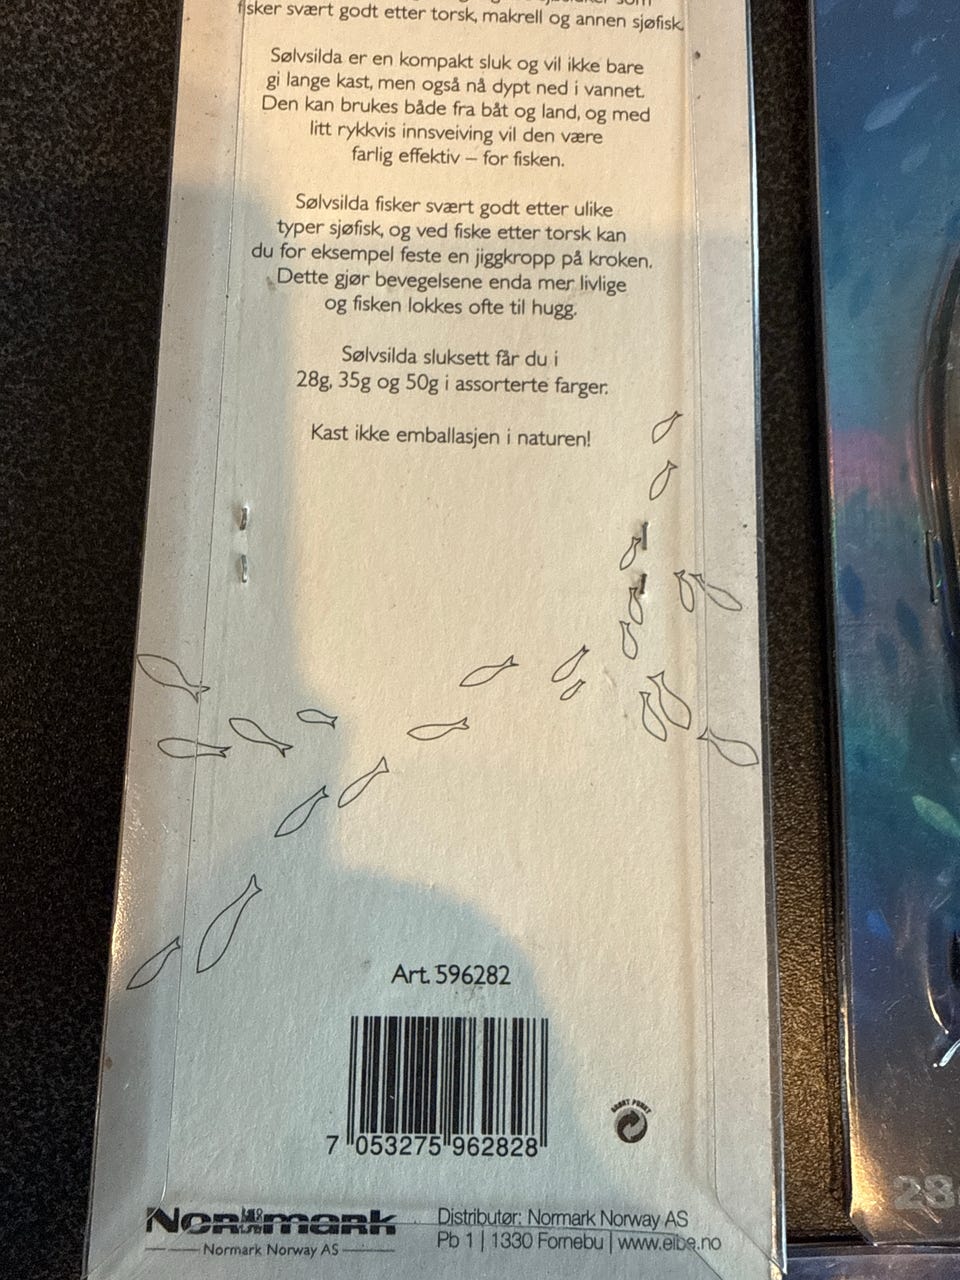 fisker svært godt etter torsk, makrell og annen sjøfisk.
Sølvsilda er en kompakt sluk og vil ikke bare
gi lange kast, men også nå dypt ned i vannet.
Den kan brukes både fra båt og land, og med
litt rykkvis innsveiving vil den være
farlig effektiv – for fisken.
Sølvsilda fisker svært godt etter ulike
typer sjøfisk, og ved fiske etter torsk kan
du for eksempel feste en jiggkropp på kroken.
Dette gjør bevegelsene enda mer livlige
og fisken lokkes ofte til hugg.
Sølvsilda sluksett får du i
28g, 35g og 50g i assorterte farger.
Kast ikke emballasjen i naturen!
Art. 596282
7 053275 962828
GRØNT PUNKT
Normark
Normark Norway AS
Distributør: Normark Norway AS
Pb 1 | 1330 Fornebu | www.elbe.no
28